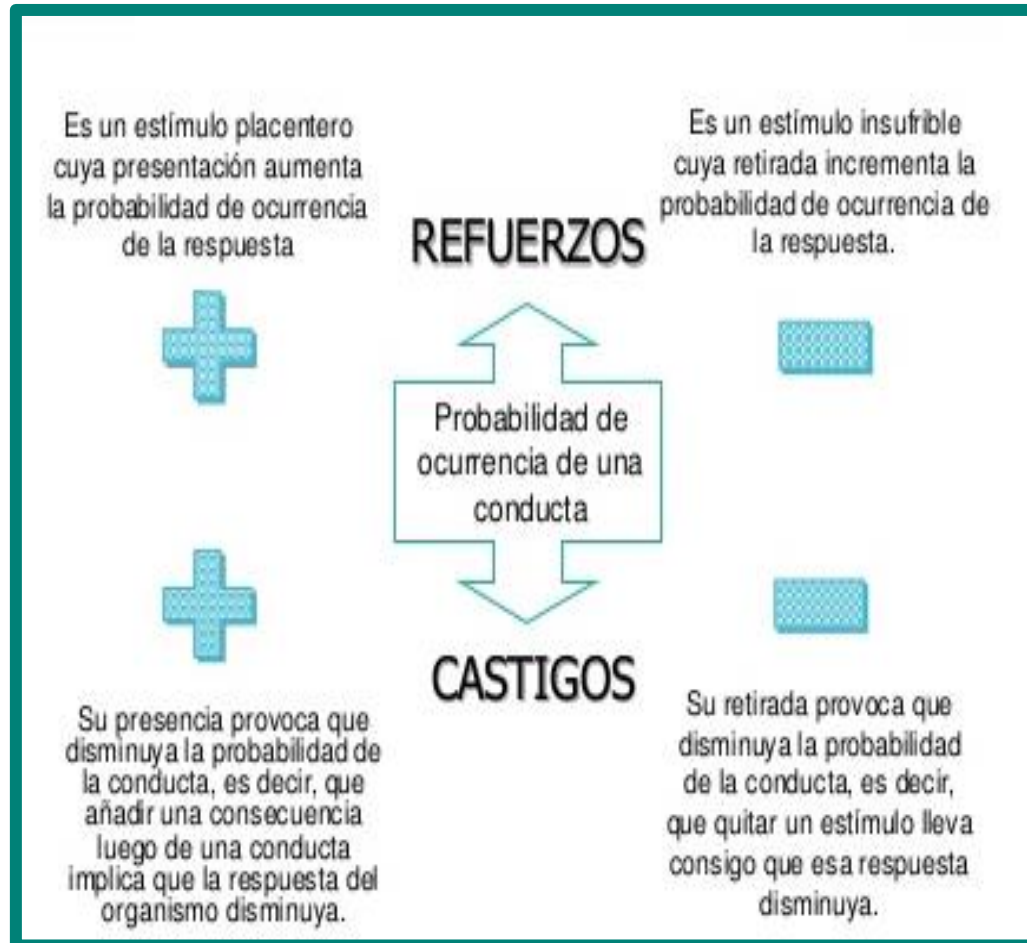 Es un estímulo placentero
cuya presentación aumenta
la probabilidad de ocurrencia
de la respuesta
Es un estímulo insufrible
cuya retirada incrementa la
probabilidad de ocurrencia de
la respuesta.
REFUERZOS
Probabilidad de
ocurrencia de una
conducta
CASTIGOS
Su presencia provoca que
disminuya la probabilidad de
la conducta, es decir, que
añadir una consecuencia
luego de una conducta
implica que la respuesta del
organismo disminuya.
Su retirada provoca que
disminuya la probabilidad
de la conducta, es decir,
que quitar un estímulo lleva
consigo que esa respuesta
disminuya.